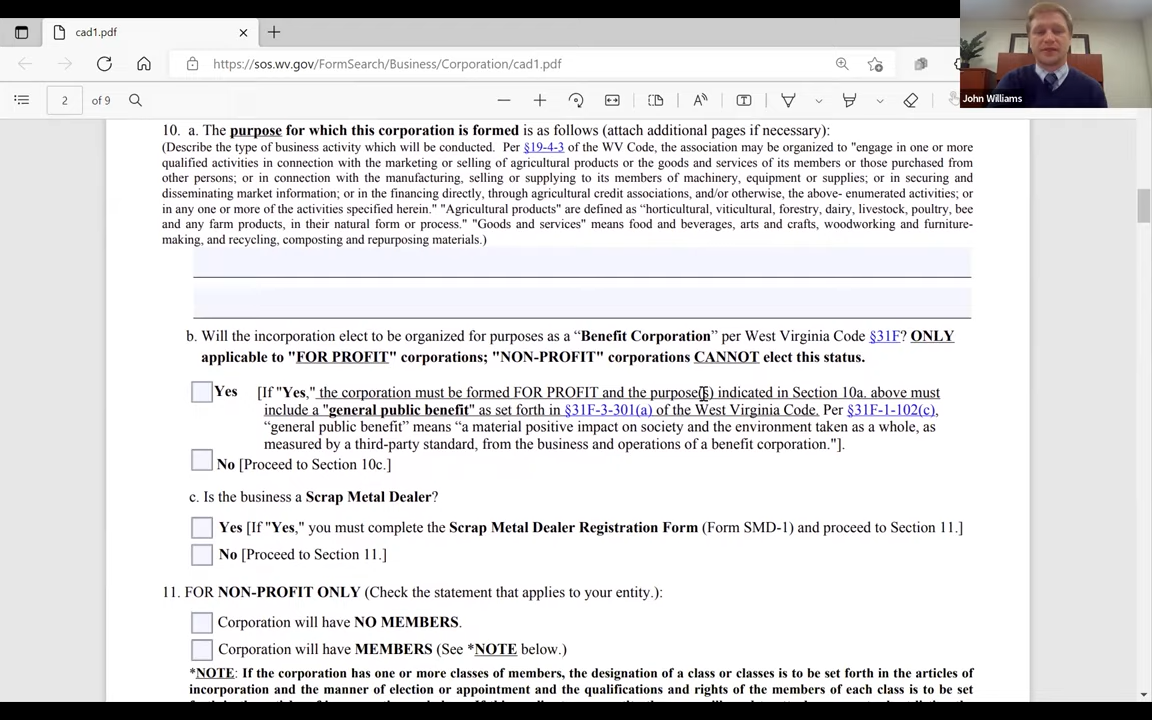 cad1.pdf
https://sos.wv.gov/FormSearch/Business/Corporation/cad1.pdf
2 of 9
John Williams
10. a. The purpose for which this corporation is formed is as follows (attach additional pages if necessary):
(Describe the type of business activity which will be conducted. Per §19-4-3 of the WV Code, the association may be organized to "engage in one or more
qualified activities in connection with the marketing or selling of agricultural products or the goods and services of its members or those purchased from
other persons; or in connection with the manufacturing, selling or supplying to its members of machinery, equipment or supplies; or in securing and
disseminating market information; or in the financing directly, through agricultural credit associations, and/or otherwise, the above- enumerated activities; or
in any one or more of the activities specified herein." "Agricultural products" are defined as “horticultural, viticultural, forestry, dairy, livestock, poultry, bee
and any farm products, in their natural form or process." "Goods and services" means food and beverages, arts and crafts, woodworking and furniture-
making, and recycling, composting and repurposing materials.)
b. Will the incorporation elect to be organized for purposes as a “Benefit Corporation” per West Virginia Code §31F? ONLY
applicable to "FOR PROFIT" corporations; "NON-PROFIT" corporations CANNOT elect this status.
Yes [If "Yes," the corporation must be formed FOR PROFIT and the purpose(s) indicated in Section 10a. above must
include a "general public benefit" as set forth in §31F-3-301(a) of the West Virginia Code. Per §31F-1-102(c),
“general public benefit” means “a material positive impact on society and the environment taken as a whole, as
measured by a third-party standard, from the business and operations of a benefit corporation."].
No [Proceed to Section 10c.]
c. Is the business a Scrap Metal Dealer?
Yes [If "Yes," you must complete the Scrap Metal Dealer Registration Form (Form SMD-1) and proceed to Section 11.]
No [Proceed to Section 11.]
11. FOR NON-PROFIT ONLY (Check the statement that applies to your entity.):
Corporation will have NO MEMBERS.
Corporation will have MEMBERS (See *NOTE below.)
*NOTE: If the corporation has one or more classes of members, the designation of a class or classes is to be set forth in the articles of
incorporation and the manner of election or appointment and the qualifications and rights of the members of each class is to be set